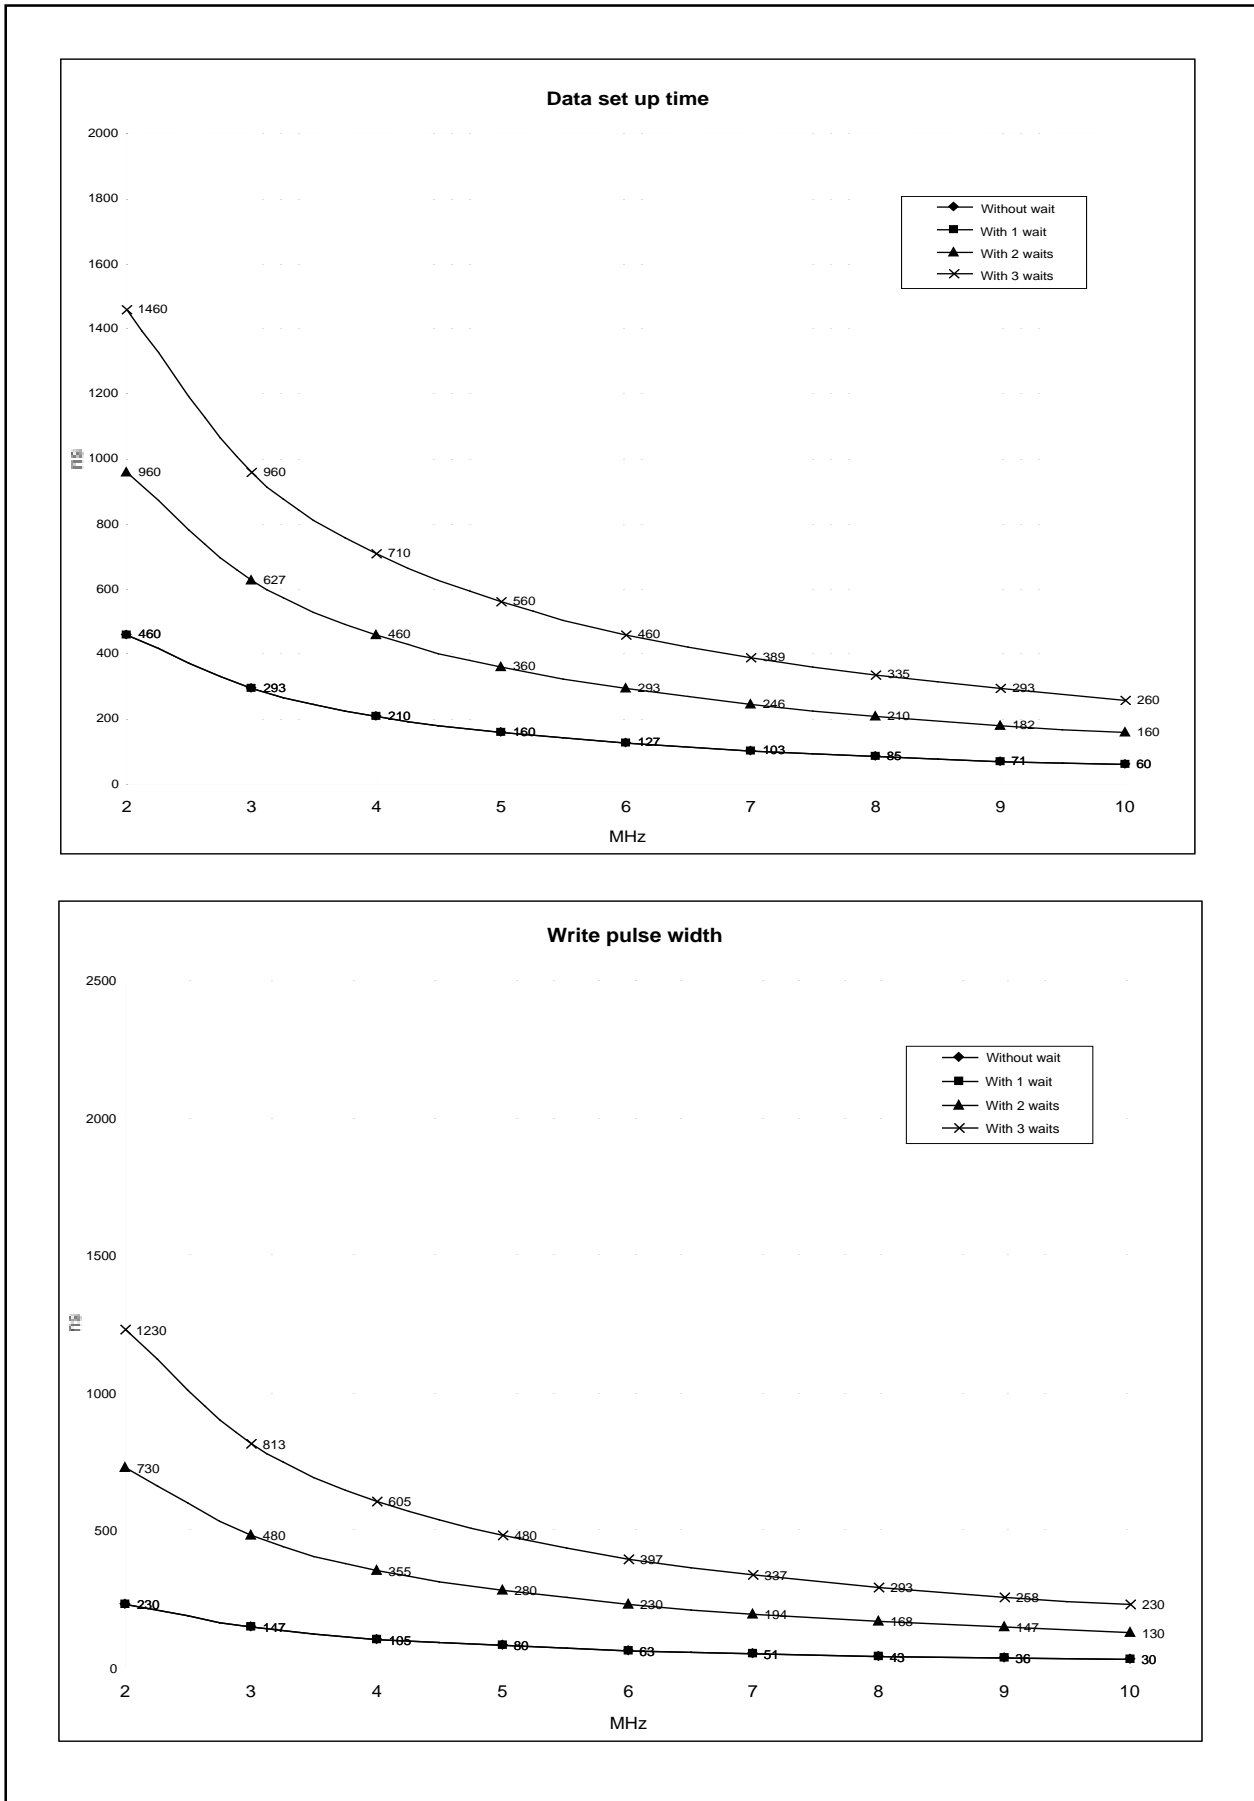 Data set up time
2000
1800
Without wait
With 1 wait
1600
With 2 waits
With 3 waits
1460
1400
1200
ns
1000
960 960
800
627 710
600
560
460 460 460
400
389
293 360 293 335
293
260
200
210 246 210 182
160 127 103 85 71 160
60
0
2 3 4 5 6 7 8 9 10
MHz
Write pulse width
2500
Without wait
With 1 wait
2000
With 2 waits
With 3 waits
1500
ns
1230
1000
813
730
605
500
480 480
355 397
280 337
230 230 194 293 258 230
147 168 147
105 80 63 51 43 36 130
30
0
2 3 4 5 6 7 8 9 10
MHz